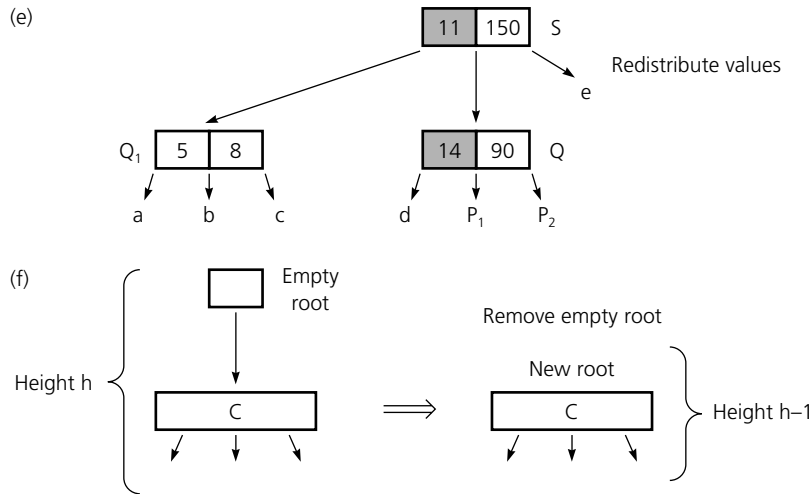 (e)
11 150 S
Redistribute values
e
Q₁ 5 8
14 90 Q
a b c
d P₁ P₂
(f)
Empty
root
Remove empty root
New root
Height h
C
C
Height h–1